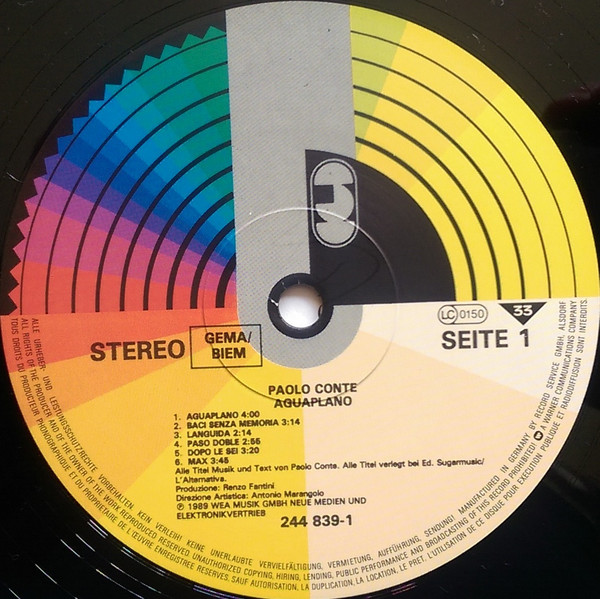 STEREO
GEMA/
BIEM
LC 0150
33
SEITE 1
PAOLO CONTE
AGUAPLANO
1. AGUAPLANO 4:00
2. BACI SENZA MEMORIA 3:14
3. LANGUIDA 2:14
4. PASO DOBLE 2:55
5. DOPO LE SEI 3:20
6. MAX 3:45
Alle Titel Musik und Text von Paolo Conte. Alle Titel verlegt bei Ed. Sugarmusic/
L'Alternativa.
Produzione: Renzo Fantini
Direzione Artistica: Antonio Marangolo
Ⓟ 1989 WEA MUSIK GMBH NEUE MEDIEN UND
ELEKTRONIKVERTRIEB
244 839-1
ALLE URHEBER- UND LEISTUNGSSCHUTZRECHTE VORBEHALTEN. KEIN VERLEIH! KEINE UNERLAUBTE VERVIELFÄLTIGUNG, VERMIETUNG, AUFFÜHRUNG, SENDUNG! MANUFACTURED IN GERMANY BY RECORD SERVICE GMBH, ALSDORF
ALL RIGHTS OF THE PRODUCER AND OF THE OWNER OF THE WORK REPRODUCED RESERVED. UNAUTHORIZED COPYING, HIRING, LENDING, PUBLIC PERFORMANCE AND BROADCASTING OF THIS RECORD PROHIBITED! A WARNER COMMUNICATIONS COMPANY
TOUS DROITS DU PRODUCTEUR PHONOGRAPHIQUE ET DU PROPRIETAIRE DE L'ŒUVRE ENREGISTREE RESERVES. SAUF AUTORISATION, LA DUPLICATION, LA LOCATION, LE PRET, L'UTILISATION DE CE DISQUE POUR EXECUTION PUBLIQUE ET RADIODIFFUSION SONT INTERDITS.